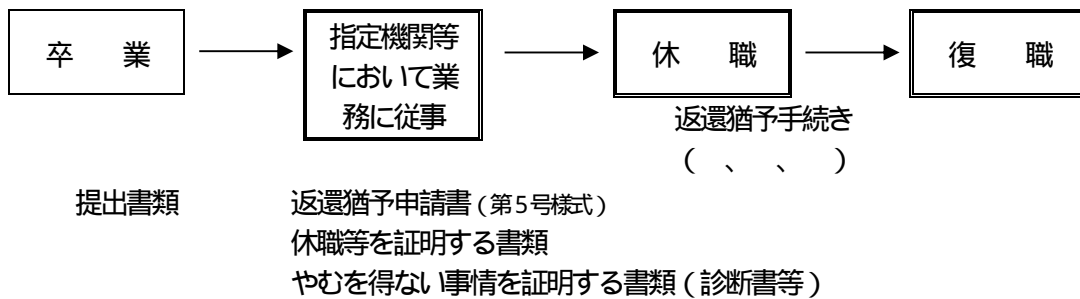 卒　業
指定機関等
において業
務に従事
休　職
復　職
返還猶予手続き
(　、　、　)
提出書類
返還猶予申請書(第5号様式)
休職等を証明する書類
やむを得ない事情を証明する書類(診断書等)